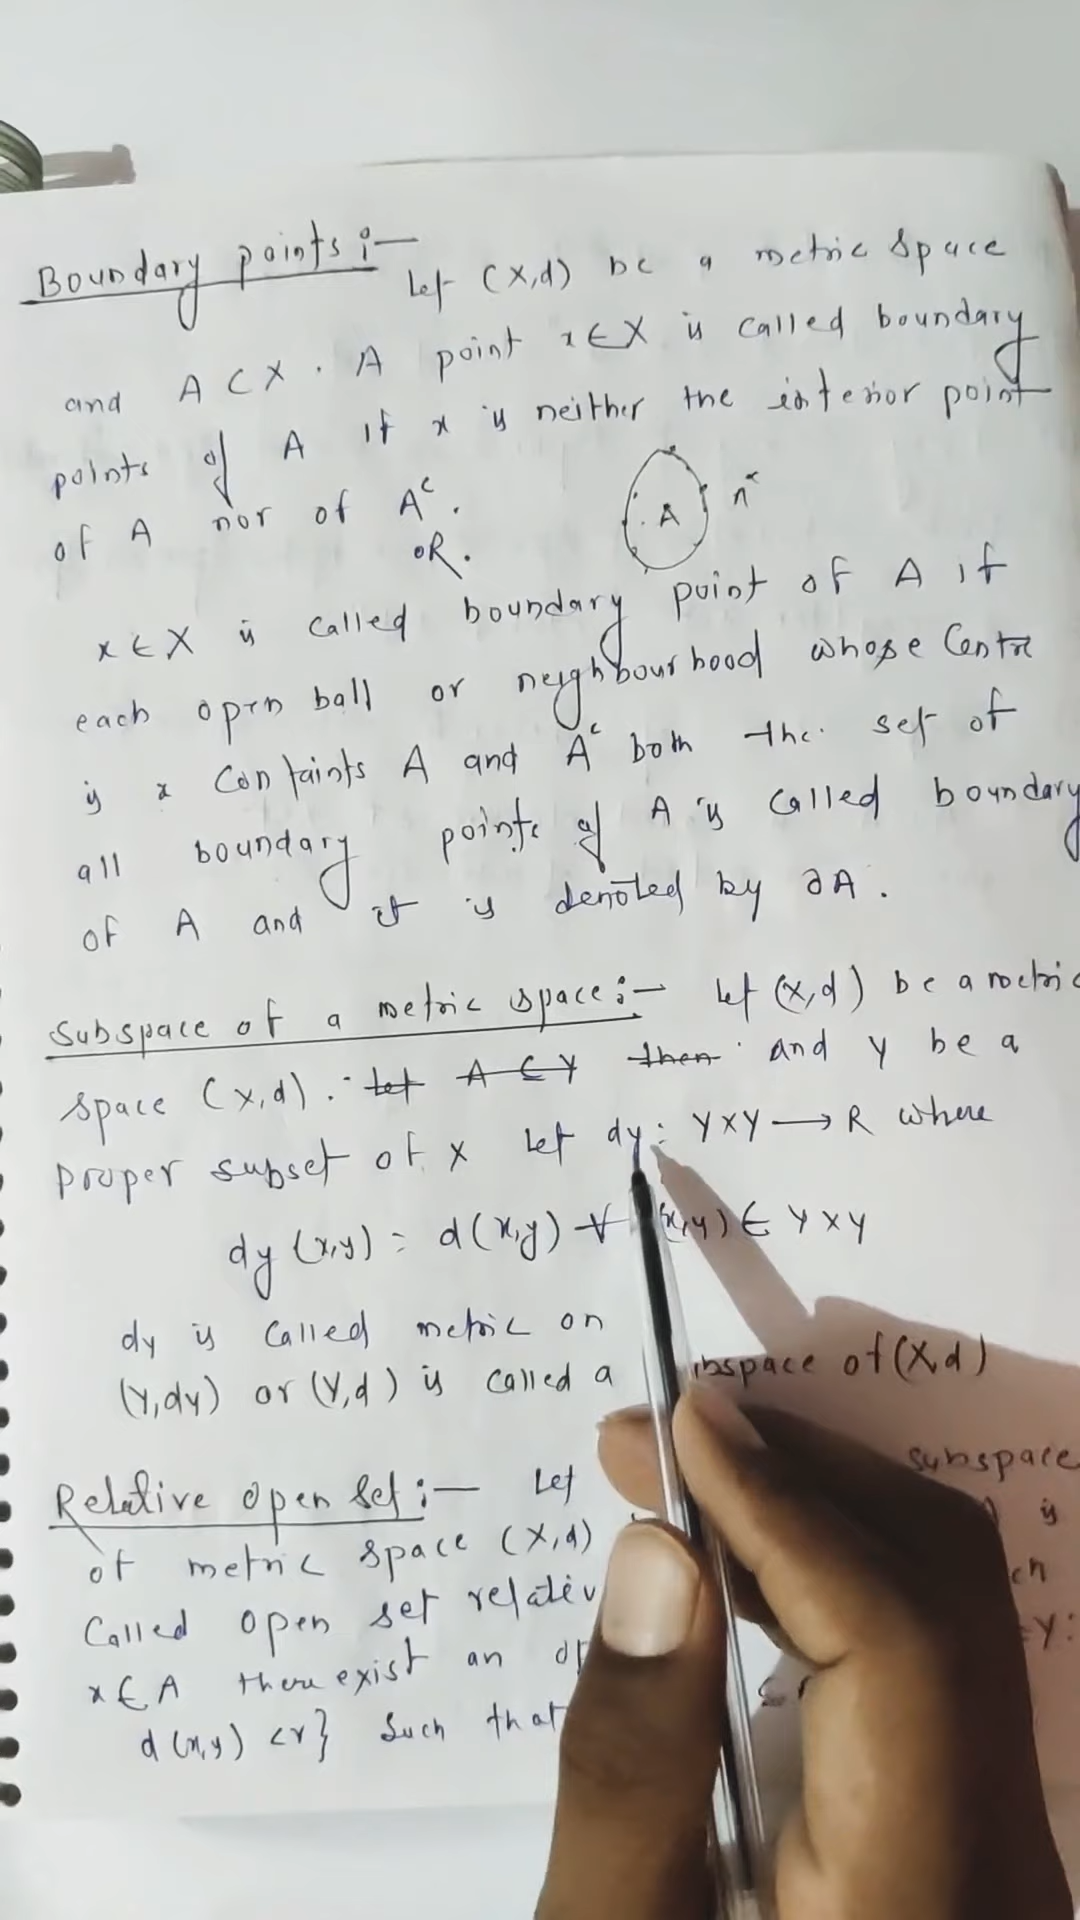 Boundary points :-
Let (X,d) be a metric space
and A ⊂ X . A point x ∈ X is called boundary
points of A if x is neither the interior point
of A nor of Aᶜ.
A
OR.
x ∈ X is called boundary point of A if
each open ball or neighbourhood whose Centre
is x Containts A and Aᶜ both the set of
all boundary points of A is called boundary
of A and it is denoted by ∂A.
Subspace of a metric space :- Let (X,d) be a metric
space (X,d). Let A ⊆ Y then and Y be a
proper subset of X Let dy: Y×Y → R where
dy (x,y) = d(x,y) ∀ (x,y) ∈ Y×Y
dy is called metric on
(Y,dy) or (Y,d) is called a subspace of (X,d)
Relative open set :- Let subspace
of metric space (X,d) is
Called open set
x ∈ A there exist an Y:
d(x,y) <r} Such that